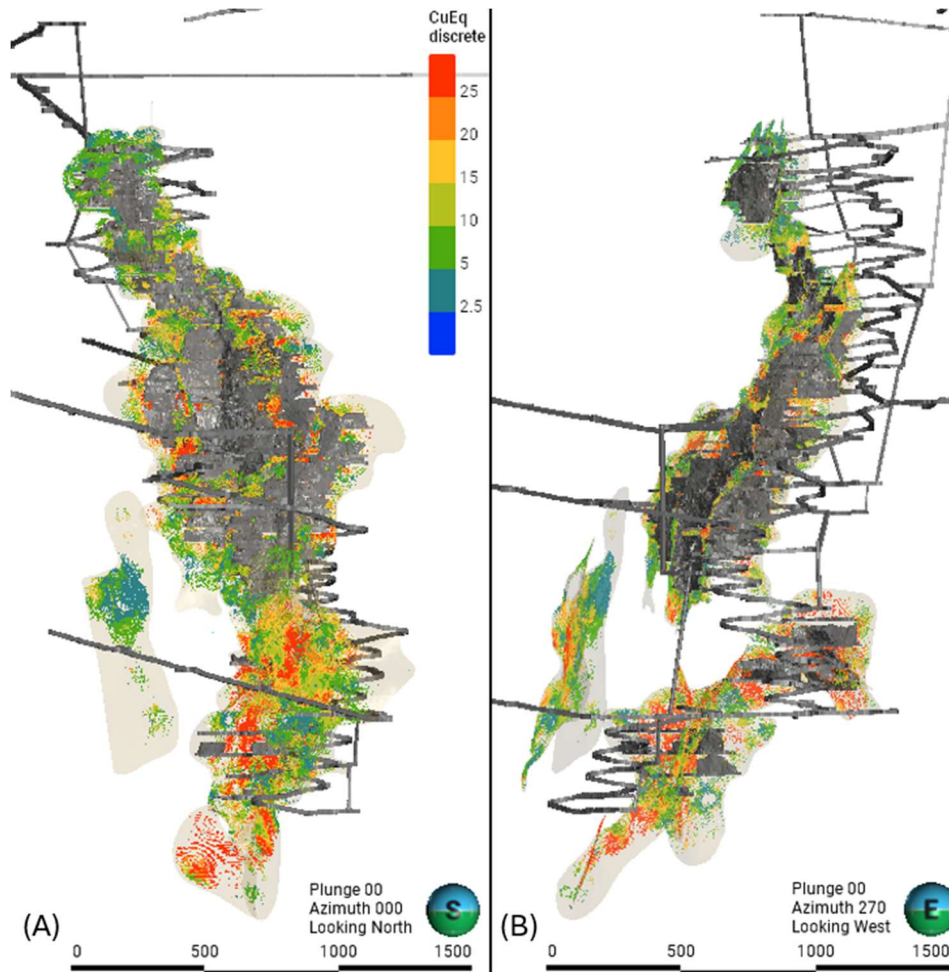 CuEq
discrete
25
20
15
10
5
2.5
Plunge 00
Azimuth 000
Looking North
S
(A)
0 500 1000 1500
Plunge 00
Azimuth 270
Looking West
E
(B)
0 500 1000 1500